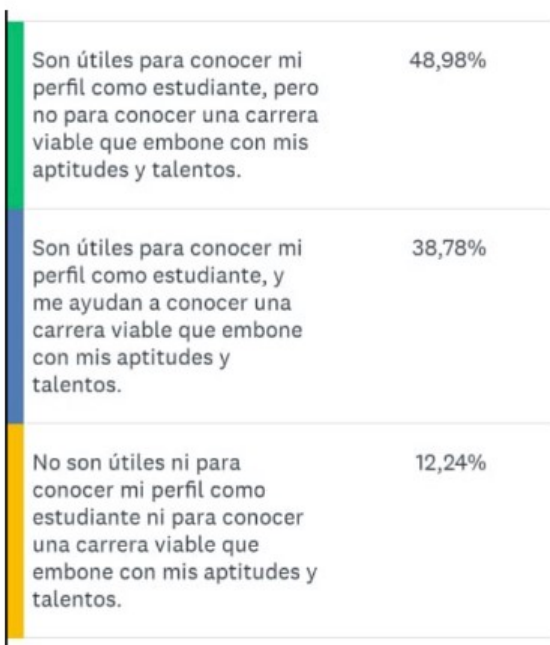 Son útiles para conocer mi 48,98%
perfil como estudiante, pero
no para conocer una carrera
viable que embone con mis
aptitudes y talentos.
Son útiles para conocer mi 38,78%
perfil como estudiante, y
me ayudan a conocer una
carrera viable que embone
con mis aptitudes y
talentos.
No son útiles ni para 12,24%
conocer mi perfil como
estudiante ni para conocer
una carrera viable que
embone con mis aptitudes y
talentos.